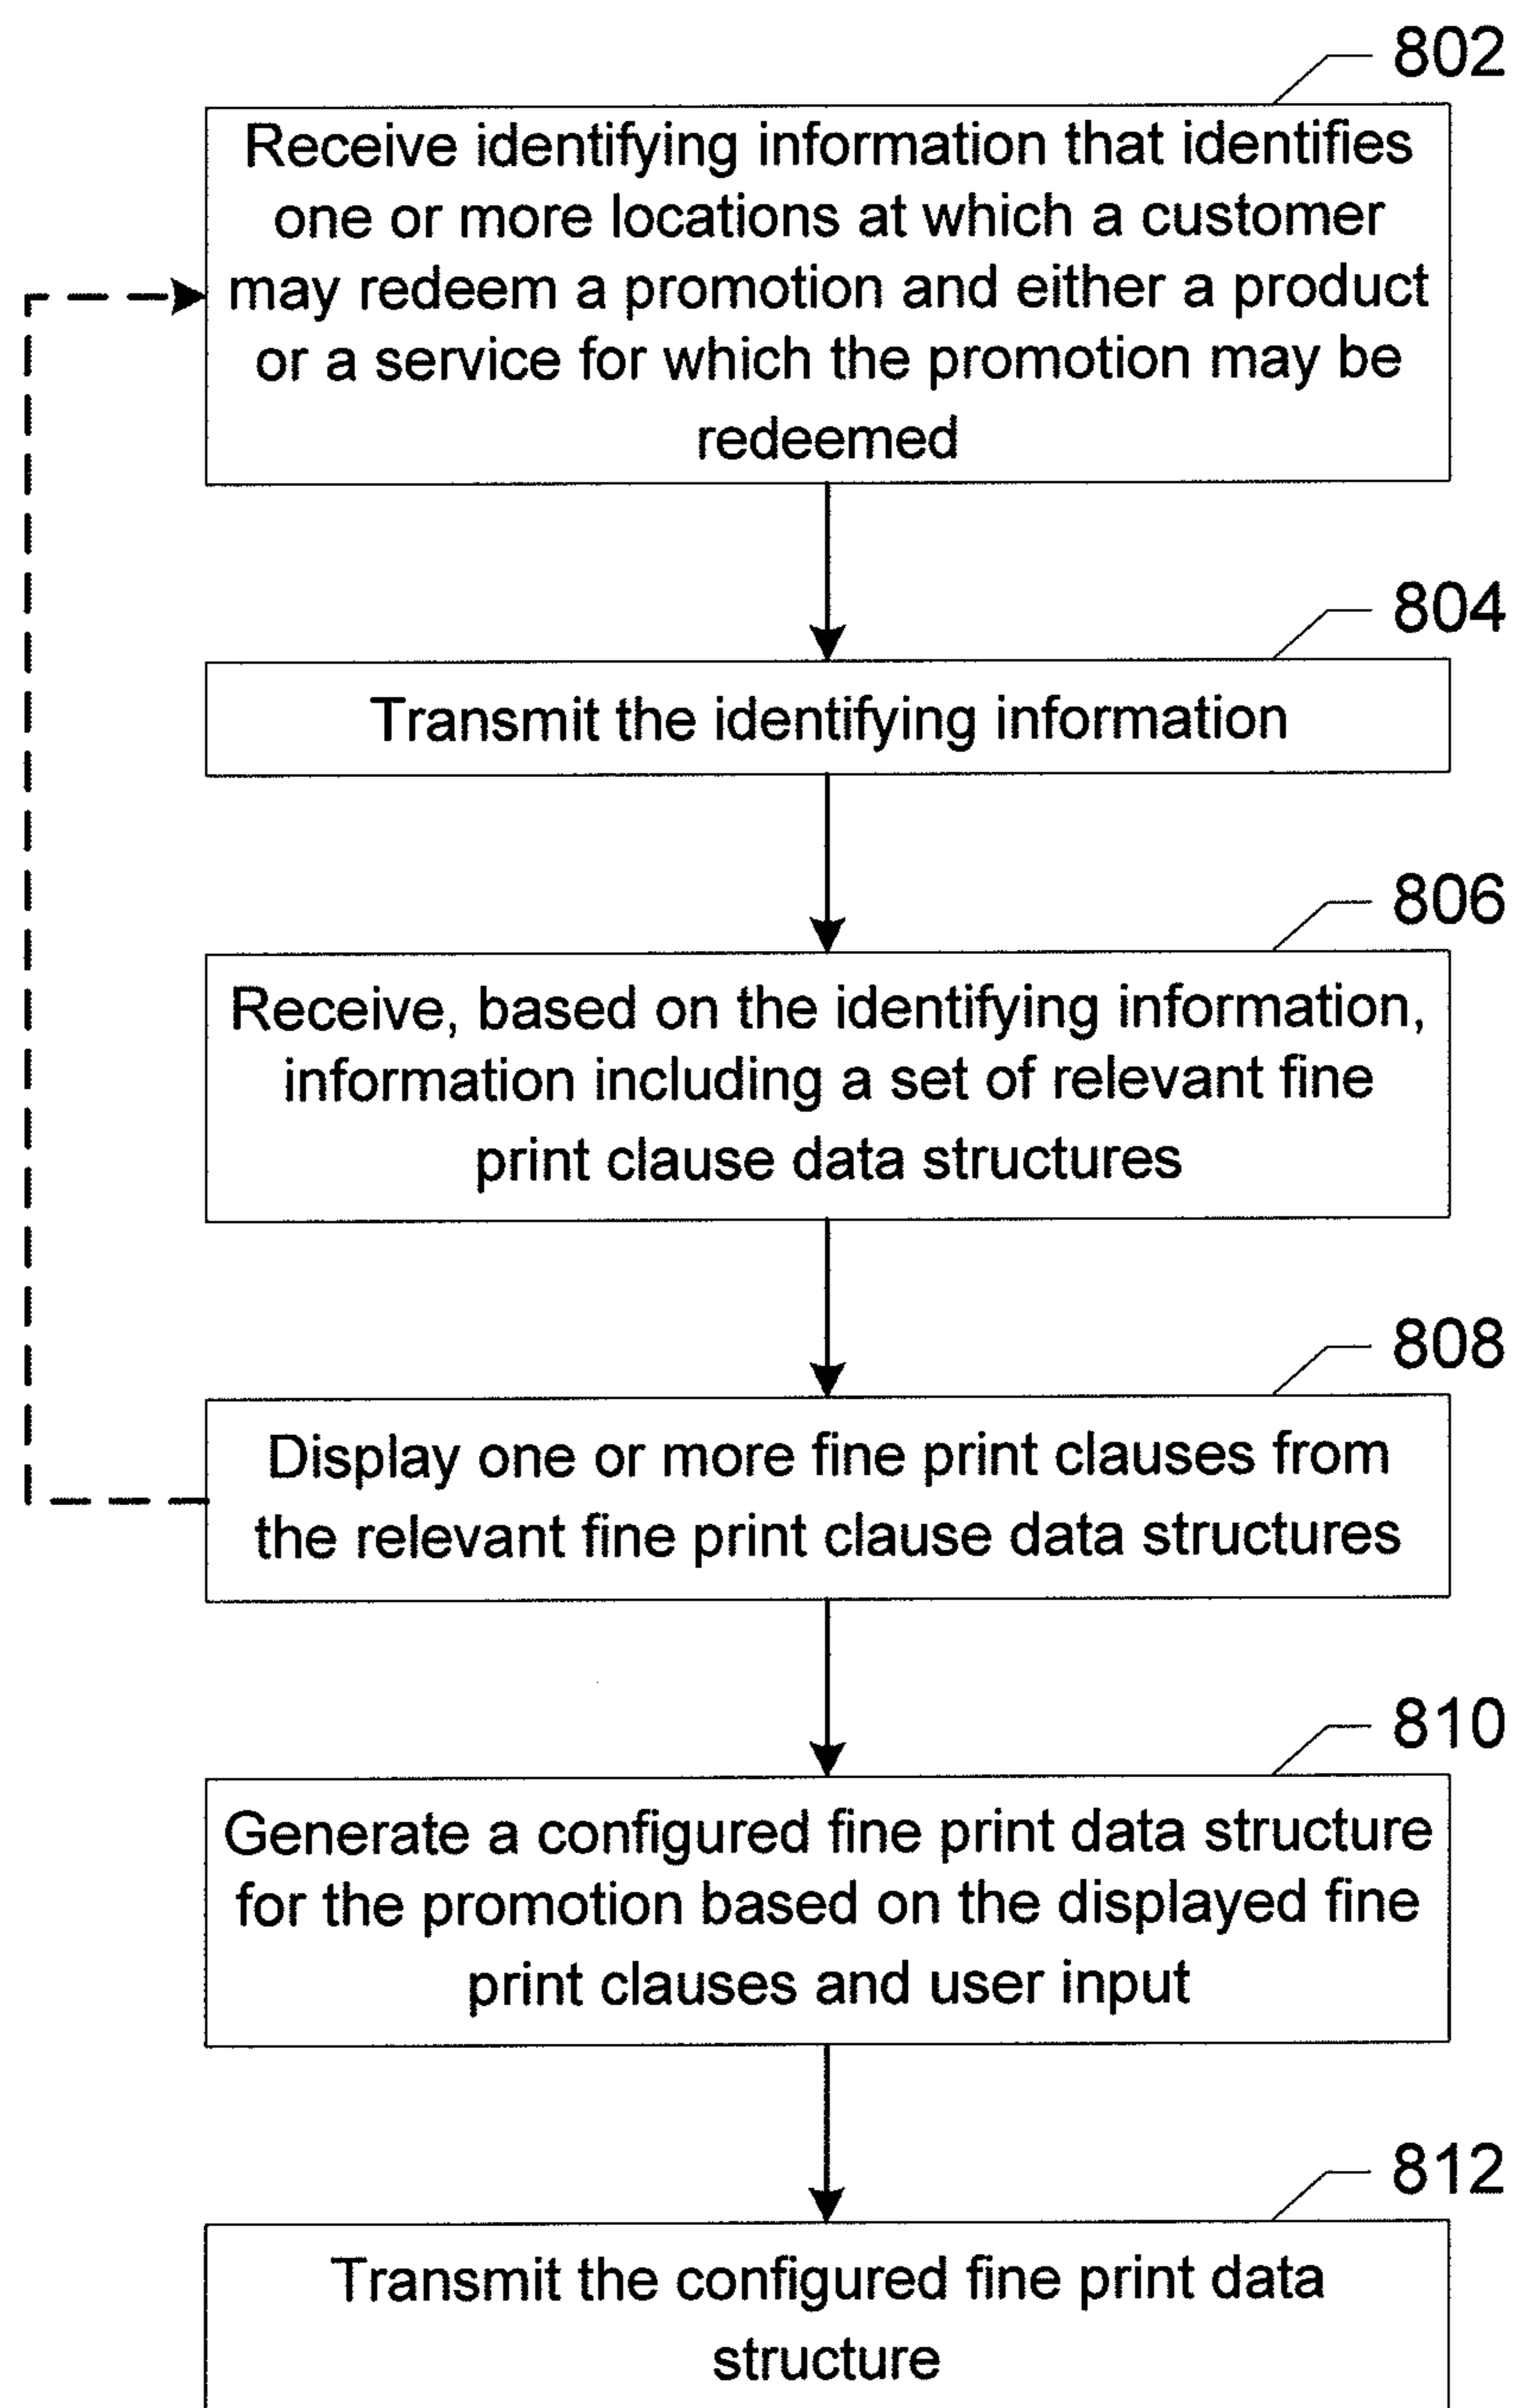 802
Receive identifying information that identifies
one or more locations at which a customer
may redeem a promotion and either a product
or a service for which the promotion may be
redeemed
804
Transmit the identifying information
806
Receive, based on the identifying information,
information including a set of relevant fine
print clause data structures
808
Display one or more fine print clauses from
the relevant fine print clause data structures
810
Generate a configured fine print data structure
for the promotion based on the displayed fine
print clauses and user input
812
Transmit the configured fine print data
structure